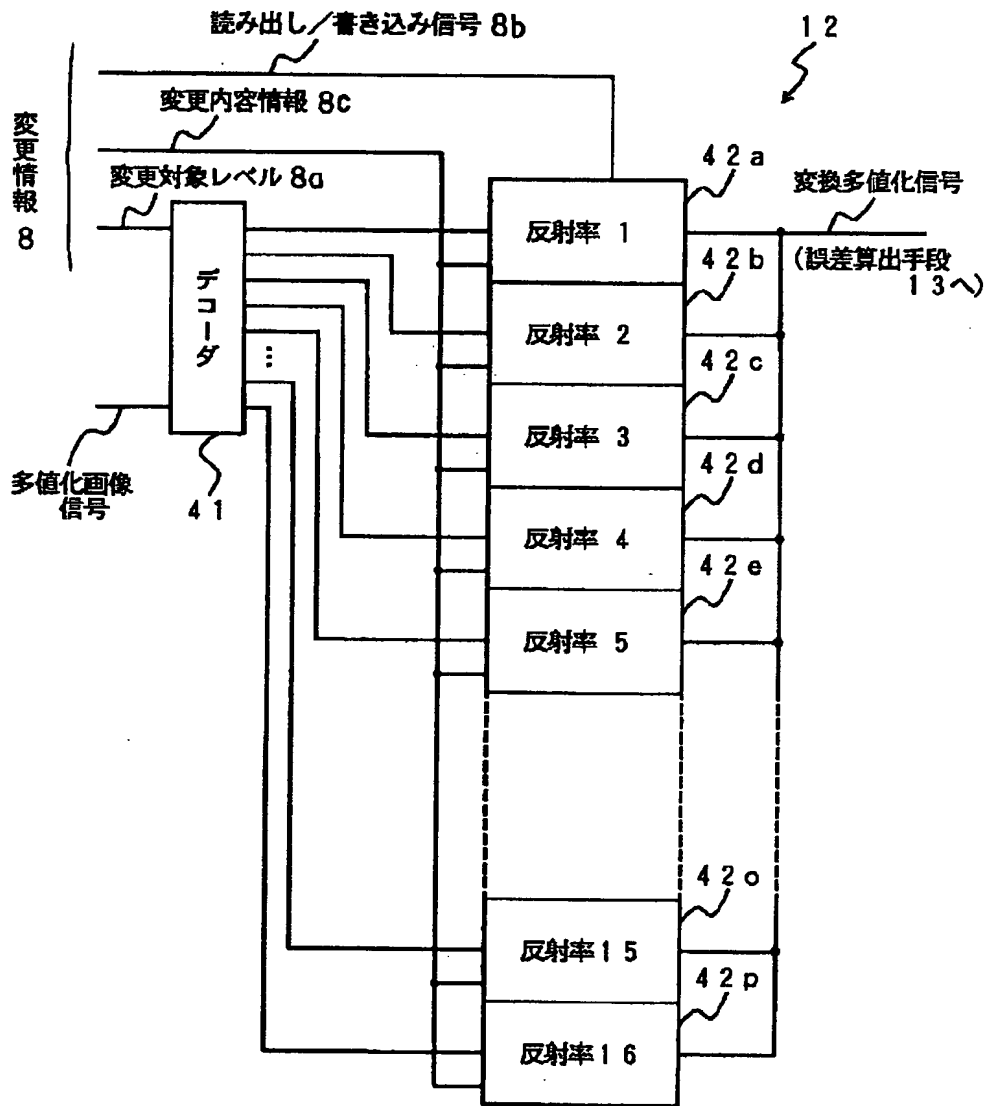 読み出し／書き込み信号 8b
１２
変更情報 8
変更内容情報 8c
変更対象レベル 8a
４２a
変換多値化信号
(誤差算出手段
１３へ)
反射率 1
４２b
デコーダ
反射率 2
４２c
…
反射率 3
４２d
多値化画像
信号
４１
反射率 4
４２e
反射率 5
４２o
反射率１５
４２p
反射率１６